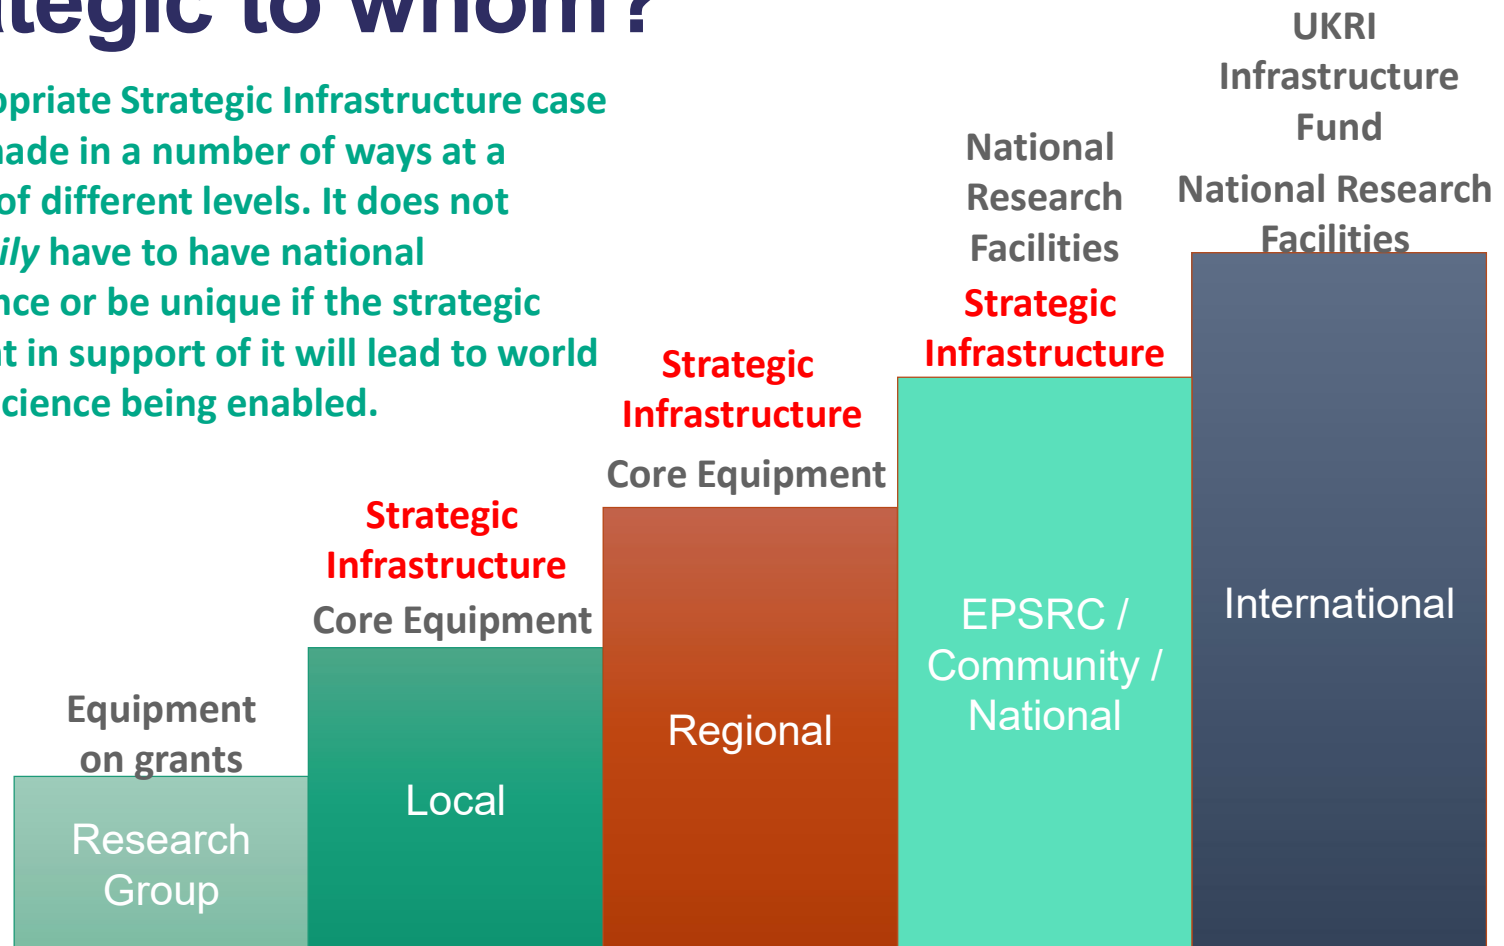 ategic to whom?
opriate Strategic Infrastructure case
nade in a number of ways at a
of different levels. It does not
ily have to have national
nce or be unique if the strategic
nt in support of it will lead to world
cience being enabled.
Equipment
on grants
Research
Group
Strategic
Infrastructure
Core Equipment
Local
Strategic
Infrastructure
Core Equipment
Regional
National
Research
Facilities
Strategic
Infrastructure
EPSRC /
Community /
National
UKRI
Infrastructure
Fund
National Research
Facilities
International